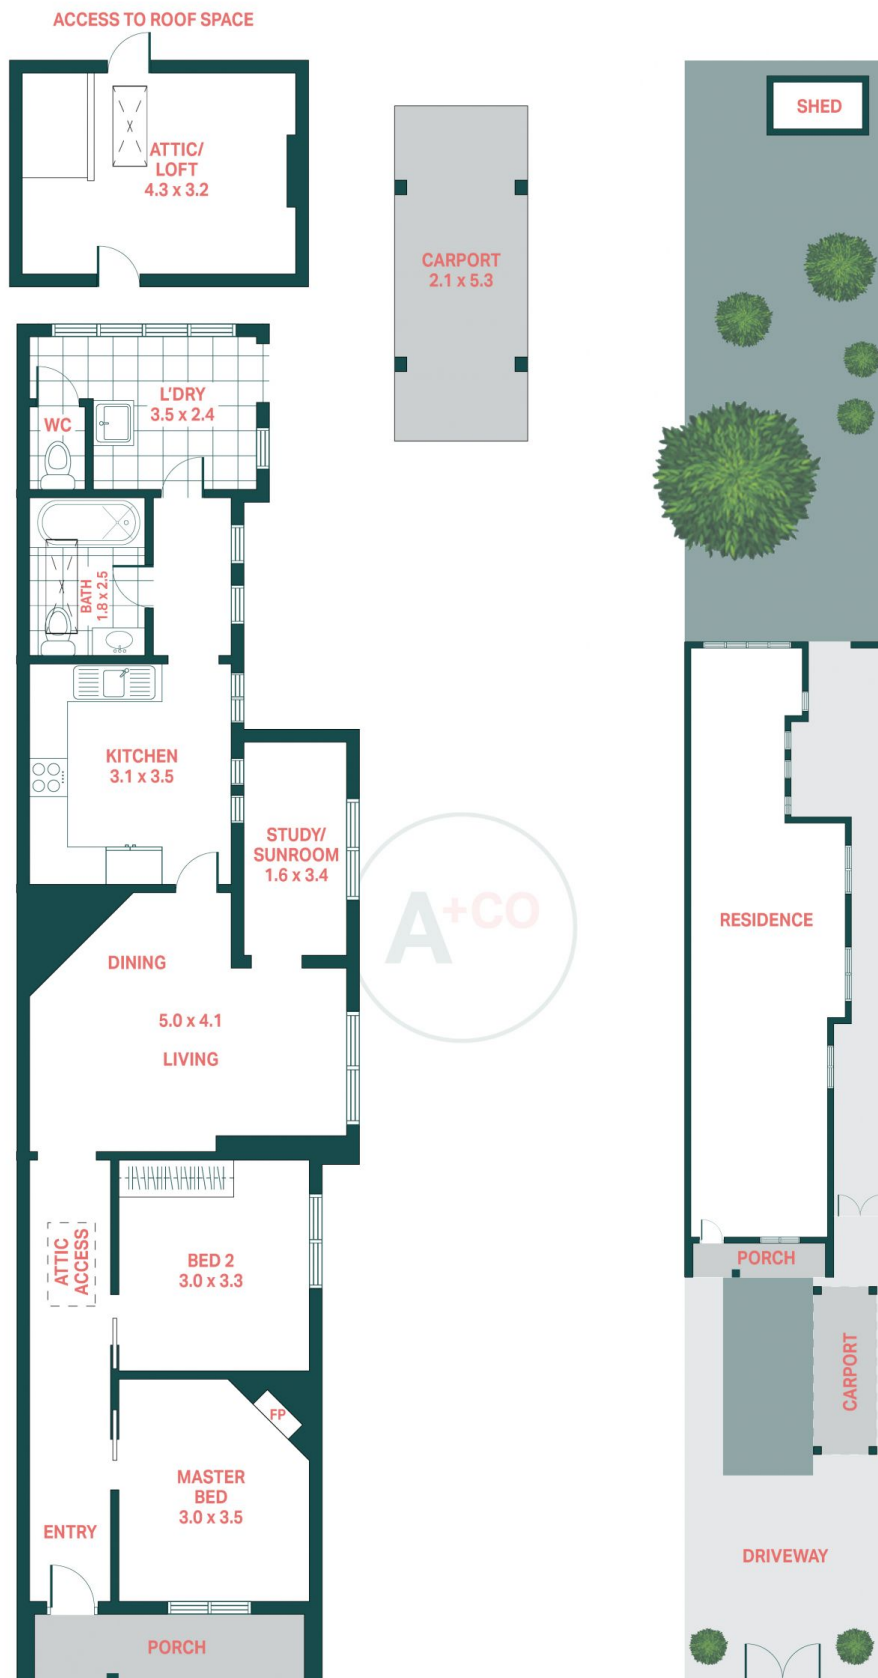 ACCESS TO ROOF SPACE
ATTIC/
LOFT
4.3 x 3.2
CARPORT
2.1 x 5.3
SHED
L'DRY
3.5 x 2.4
WC
BATH
1.8 x 2.5
KITCHEN
3.1 x 3.5
STUDY/
SUNROOM
1.6 x 3.4
A+CO
DINING
5.0 x 4.1
LIVING
RESIDENCE
ATTIC
ACCESS
BED 2
3.0 x 3.3
FP
MASTER
BED
3.0 x 3.5
ENTRY
PORCH
PORCH
CARPORT
DRIVEWAY